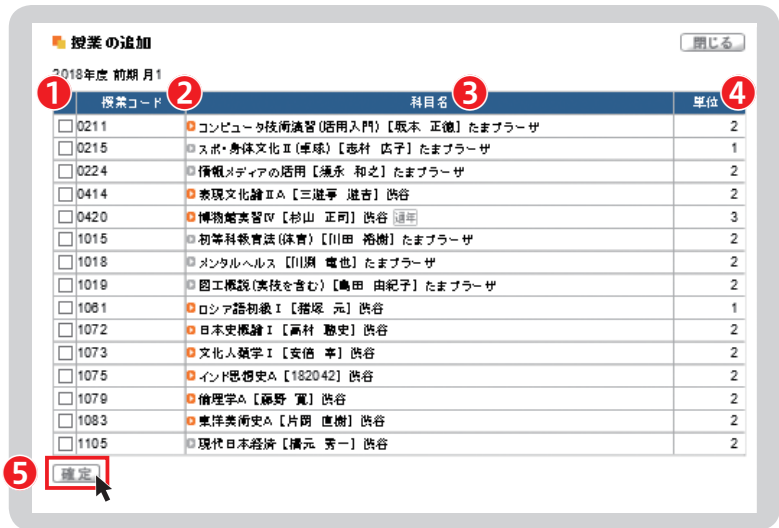 授業の追加
閉じる
2018年度 前期 月1
1 授業コード 2 科目名 3 単位 4
0211 コンピュータ技術演習(活用入門) [坂本 正徳] たまプラーザ 2
0215 スポ・身体文化Ⅱ(卓球) [志村 広子] たまプラーザ 1
0224 情報メディアの活用 [須永 和之] たまプラーザ 2
0414 表現文化論ⅡA [三遊亭 遊吉] 渋谷 2
0420 博物館実習Ⅳ [杉山 正司] 渋谷 通年 3
1015 初等科教育法(体育) [川田 裕樹] たまプラーザ 2
1018 メンタルヘルス [川渕 竜也] たまプラーザ 2
1019 図工概説(実技を含む) [島田 由紀子] たまプラーザ 2
1061 ロシア語初級Ⅰ [猪塚 元] 渋谷 1
1072 日本史概論Ⅰ [高村 聰史] 渋谷 2
1073 文化人類学Ⅰ [安倍 宰] 渋谷 2
1075 インド思想史A [182042] 渋谷 2
1079 倫理学A [藤野 寛] 渋谷 2
1083 東洋美術史A [片岡 直樹] 渋谷 2
1105 現代日本経済 [橋元 秀一] 渋谷 2
5 確定